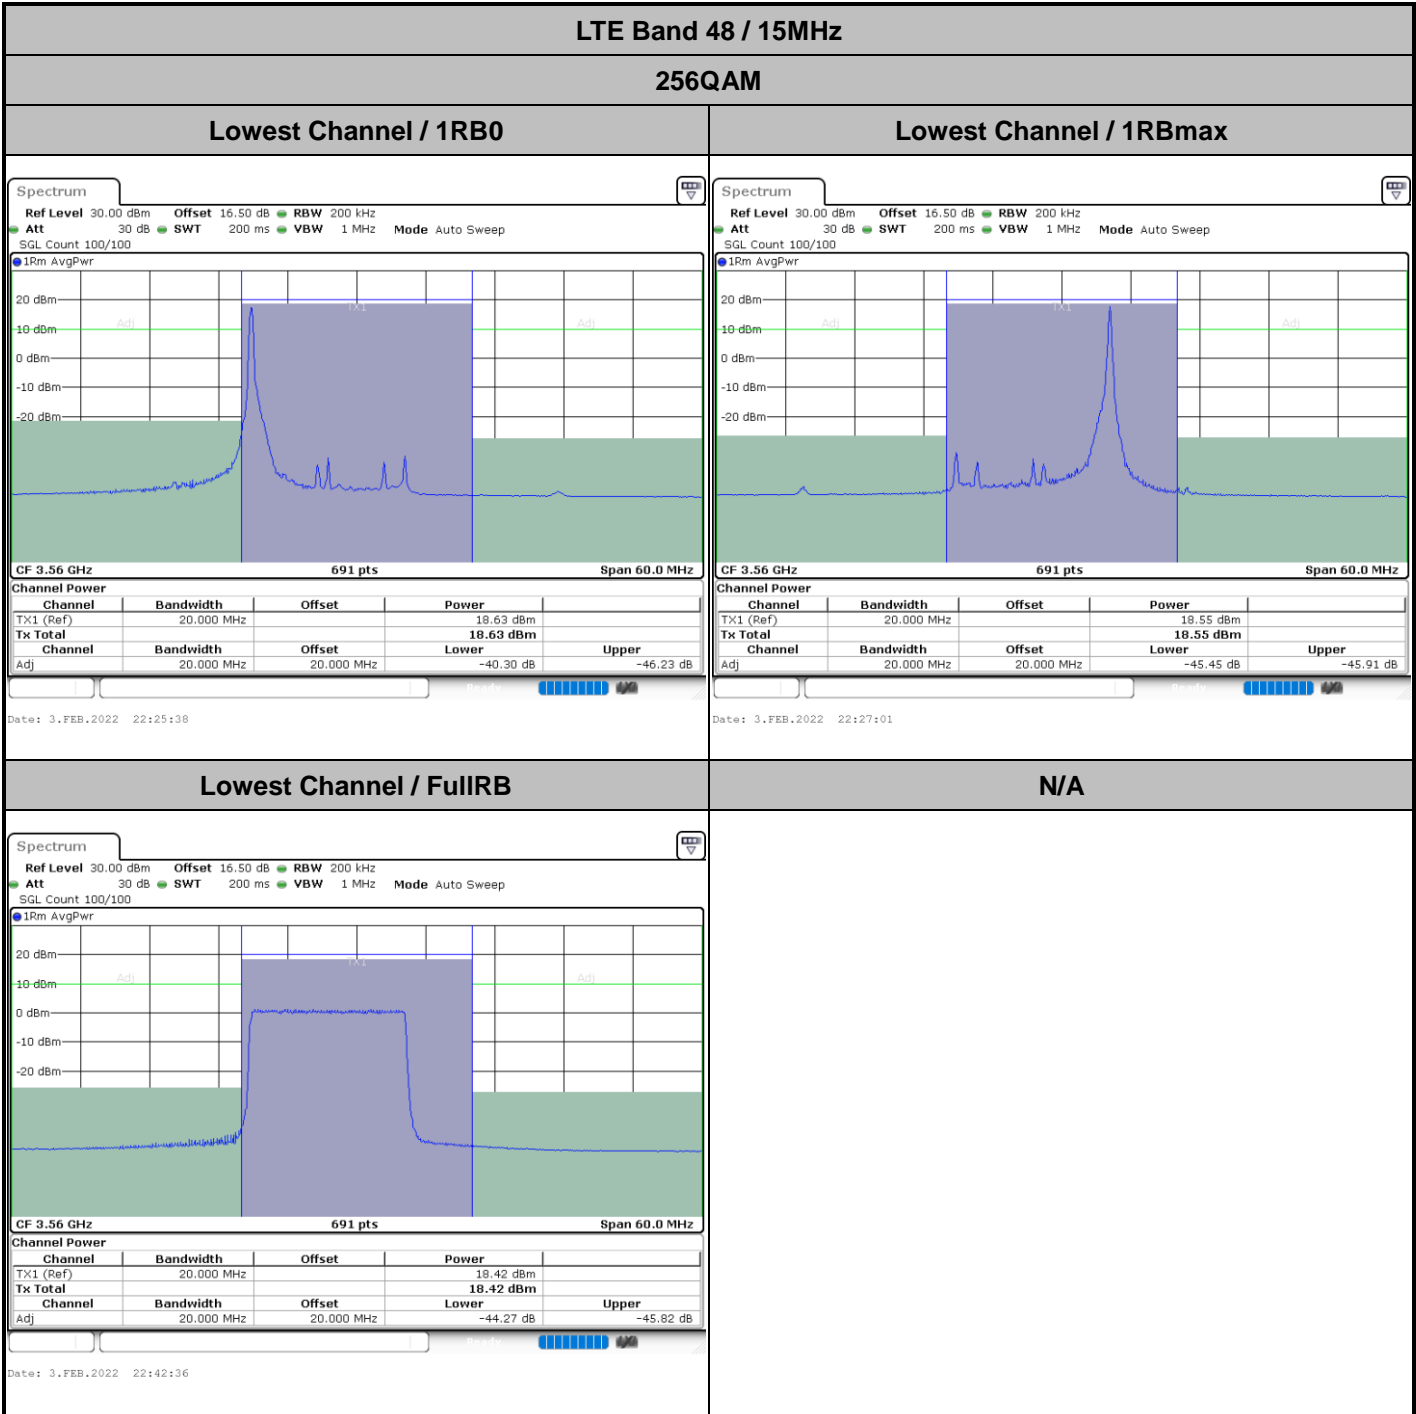 LTE Band 48 / 15MHz
256QAM
Lowest Channel / 1RB0
Lowest Channel / 1RBmax
Spectrum
Ref Level 30.00 dBm Offset 16.50 dB RBW 200 kHz
Att 30 dB SWT 200 ms VBW 1 MHz Mode Auto Sweep
SGL Count 100/100
1Rm AvgPwr
20 dBm
10 dBm
0 dBm
-10 dBm
-20 dBm
Adj
TX1
Adj
CF 3.56 GHz 691 pts Span 60.0 MHz
Channel Power
Channel Bandwidth Offset Power
TX1 (Ref) 20.000 MHz 18.63 dBm
Tx Total 18.63 dBm
Channel Bandwidth Offset Lower Upper
Adj 20.000 MHz 20.000 MHz -40.30 dB -46.23 dB
Ready
Date: 3.FEB.2022 22:25:38
Spectrum
Ref Level 30.00 dBm Offset 16.50 dB RBW 200 kHz
Att 30 dB SWT 200 ms VBW 1 MHz Mode Auto Sweep
SGL Count 100/100
1Rm AvgPwr
20 dBm
10 dBm
0 dBm
-10 dBm
-20 dBm
Adj
TX1
Adj
CF 3.56 GHz 691 pts Span 60.0 MHz
Channel Power
Channel Bandwidth Offset Power
TX1 (Ref) 20.000 MHz 18.55 dBm
Tx Total 18.55 dBm
Channel Bandwidth Offset Lower Upper
Adj 20.000 MHz 20.000 MHz -45.45 dB -45.91 dB
Ready
Date: 3.FEB.2022 22:27:01
Lowest Channel / FullRB
N/A
Spectrum
Ref Level 30.00 dBm Offset 16.50 dB RBW 200 kHz
Att 30 dB SWT 200 ms VBW 1 MHz Mode Auto Sweep
SGL Count 100/100
1Rm AvgPwr
20 dBm
10 dBm
0 dBm
-10 dBm
-20 dBm
Adj
TX1
Adj
CF 3.56 GHz 691 pts Span 60.0 MHz
Channel Power
Channel Bandwidth Offset Power
TX1 (Ref) 20.000 MHz 18.42 dBm
Tx Total 18.42 dBm
Channel Bandwidth Offset Lower Upper
Adj 20.000 MHz 20.000 MHz -44.27 dB -45.82 dB
Ready
Date: 3.FEB.2022 22:42:36